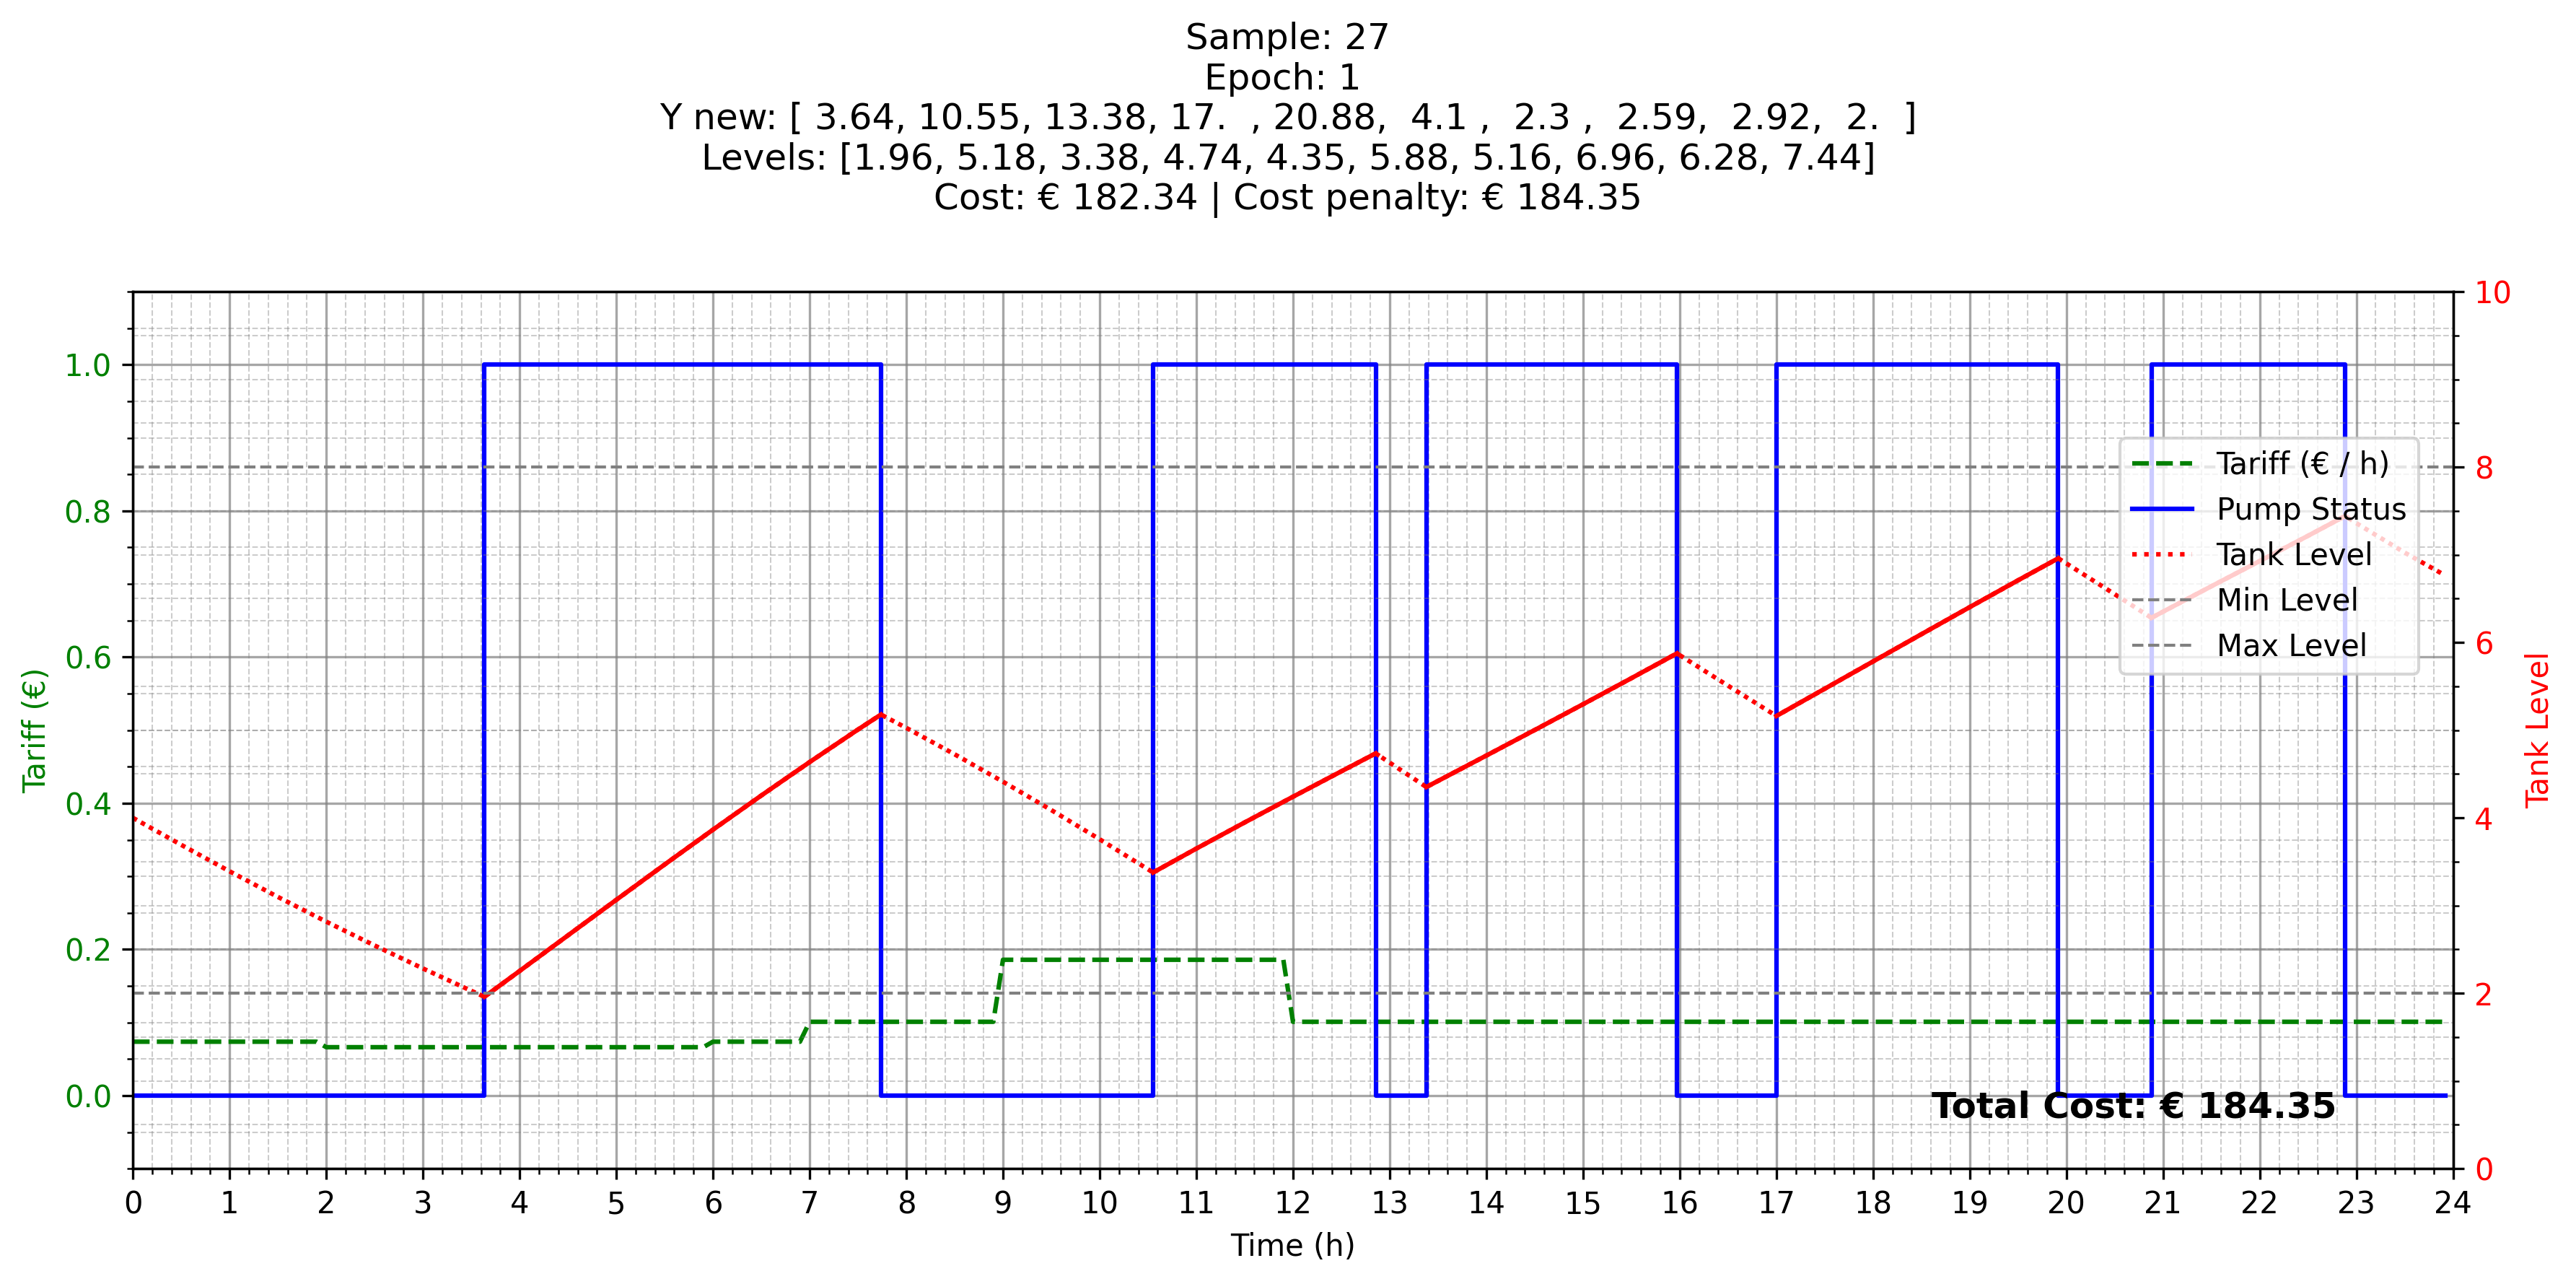 Sample: 27
Epoch: 1
Y new: [ 3.64, 10.55, 13.38, 17.  , 20.88,  4.1 ,  2.3 ,  2.59,  2.92,  2.  ]
Levels: [1.96, 5.18, 3.38, 4.74, 4.35, 5.88, 5.16, 6.96, 6.28, 7.44]
Cost: € 182.34 | Cost penalty: € 184.35
Tariff (€)
1.0
0.8
0.6
0.4
0.2
0.0
10
8
6
4
2
0
Tank Level
Tariff (€ / h)
Pump Status
Tank Level
Min Level
Max Level
Total Cost: € 184.35
0 1 2 3 4 5 6 7 8 9 10 11 12 13 14 15 16 17 18 19 20 21 22 23 24
Time (h)